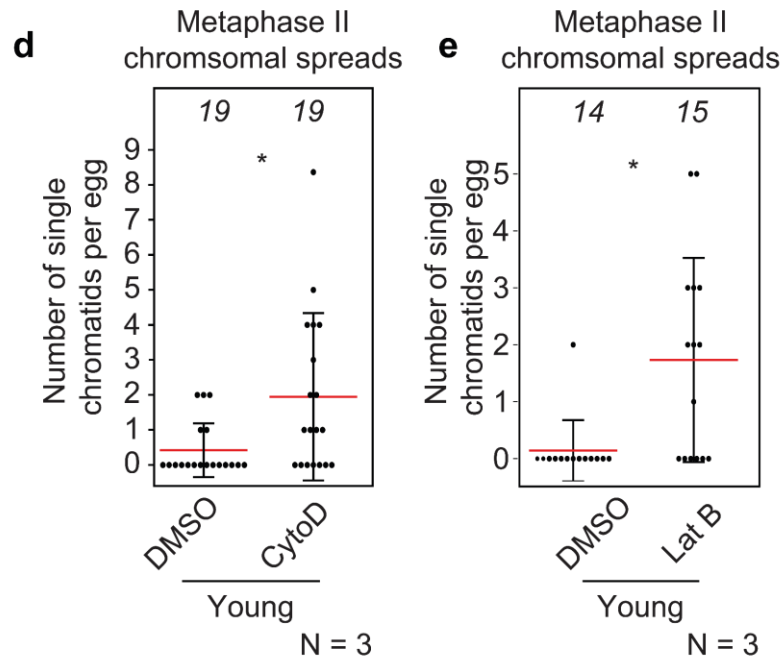 d
Metaphase II
chromsomal spreads
19 19
*
Number of single
chromatids per egg
9
8
7
6
5
4
3
2
1
0
DMSO
CytoD
Young
N = 3
e
Metaphase II
chromsomal spreads
14 15
*
Number of single
chromatids per egg
5
4
3
2
1
0
DMSO
Lat B
Young
N = 3